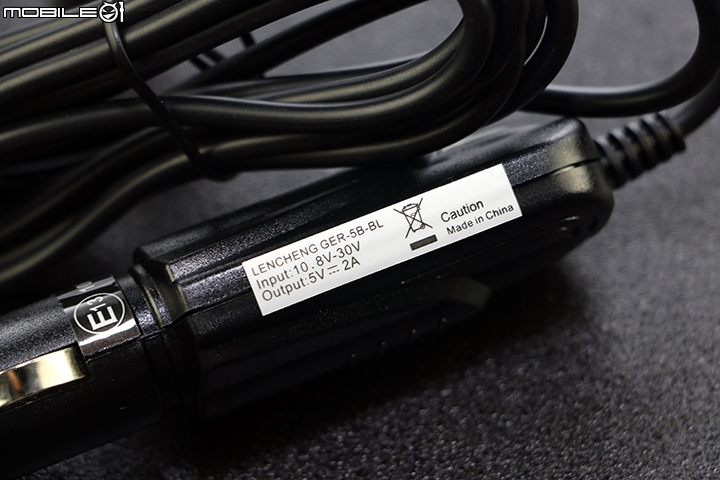 MOBILE01
LENCHENG GER-5B-BL
Input:10.8V-30V
Output:5V⎓2A
Caution
Made in China